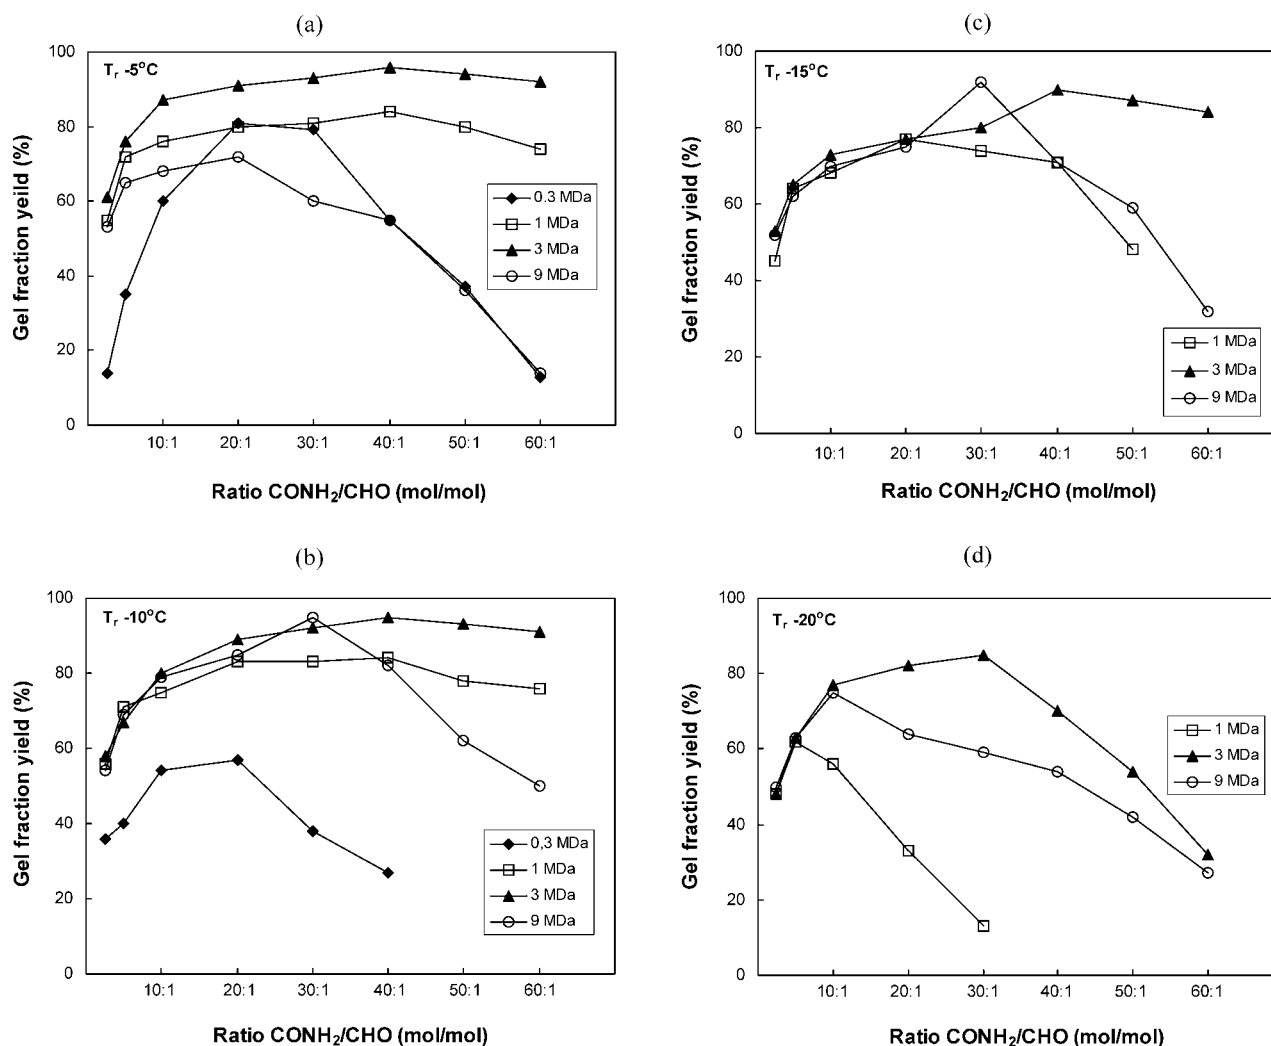 (a)
T_r -5°C
Gel fraction yeild (%)
100
80
60
40
20
0
0.3 MDa
1 MDa
3 MDa
9 MDa
10:1 20:1 30:1 40:1 50:1 60:1
Ratio CONH₂/CHO (mol/mol)
(b)
T_r -10°C
Gel fraction yield (%)
100
80
60
40
20
0
0,3 MDa
1 MDa
3 MDa
9 MDa
10:1 20:1 30:1 40:1 50:1 60:1
Ratio CONH₂/CHO (mol/mol)
(c)
T_r -15°C
Gel fraction yield (%)
100
80
60
40
20
0
1 MDa
3 MDa
9 MDa
10:1 20:1 30:1 40:1 50:1 60:1
Ratio CONH₂/CHO (mol/mol)
(d)
T_r -20°C
Gel fraction yield (%)
100
80
60
40
20
0
1 MDa
3 MDa
9 MDa
10:1 20:1 30:1 40:1 50:1 60:1
Ratio CONH₂/CHO (mol/mol)